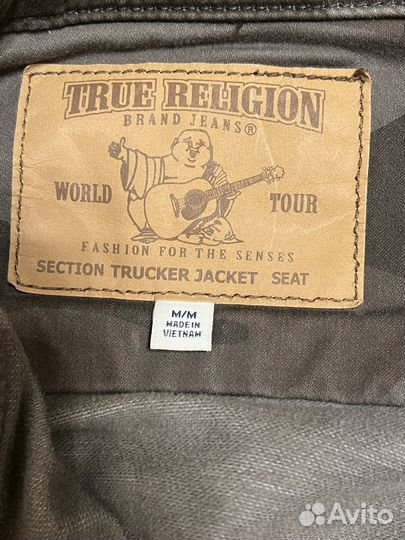 TRUE RELIGION
BRAND JEANS®
WORLD TOUR
FASHION FOR THE SENSES
SECTION TRUCKER JACKET SEAT
M/M
MADE IN
VIETNAM
Avito